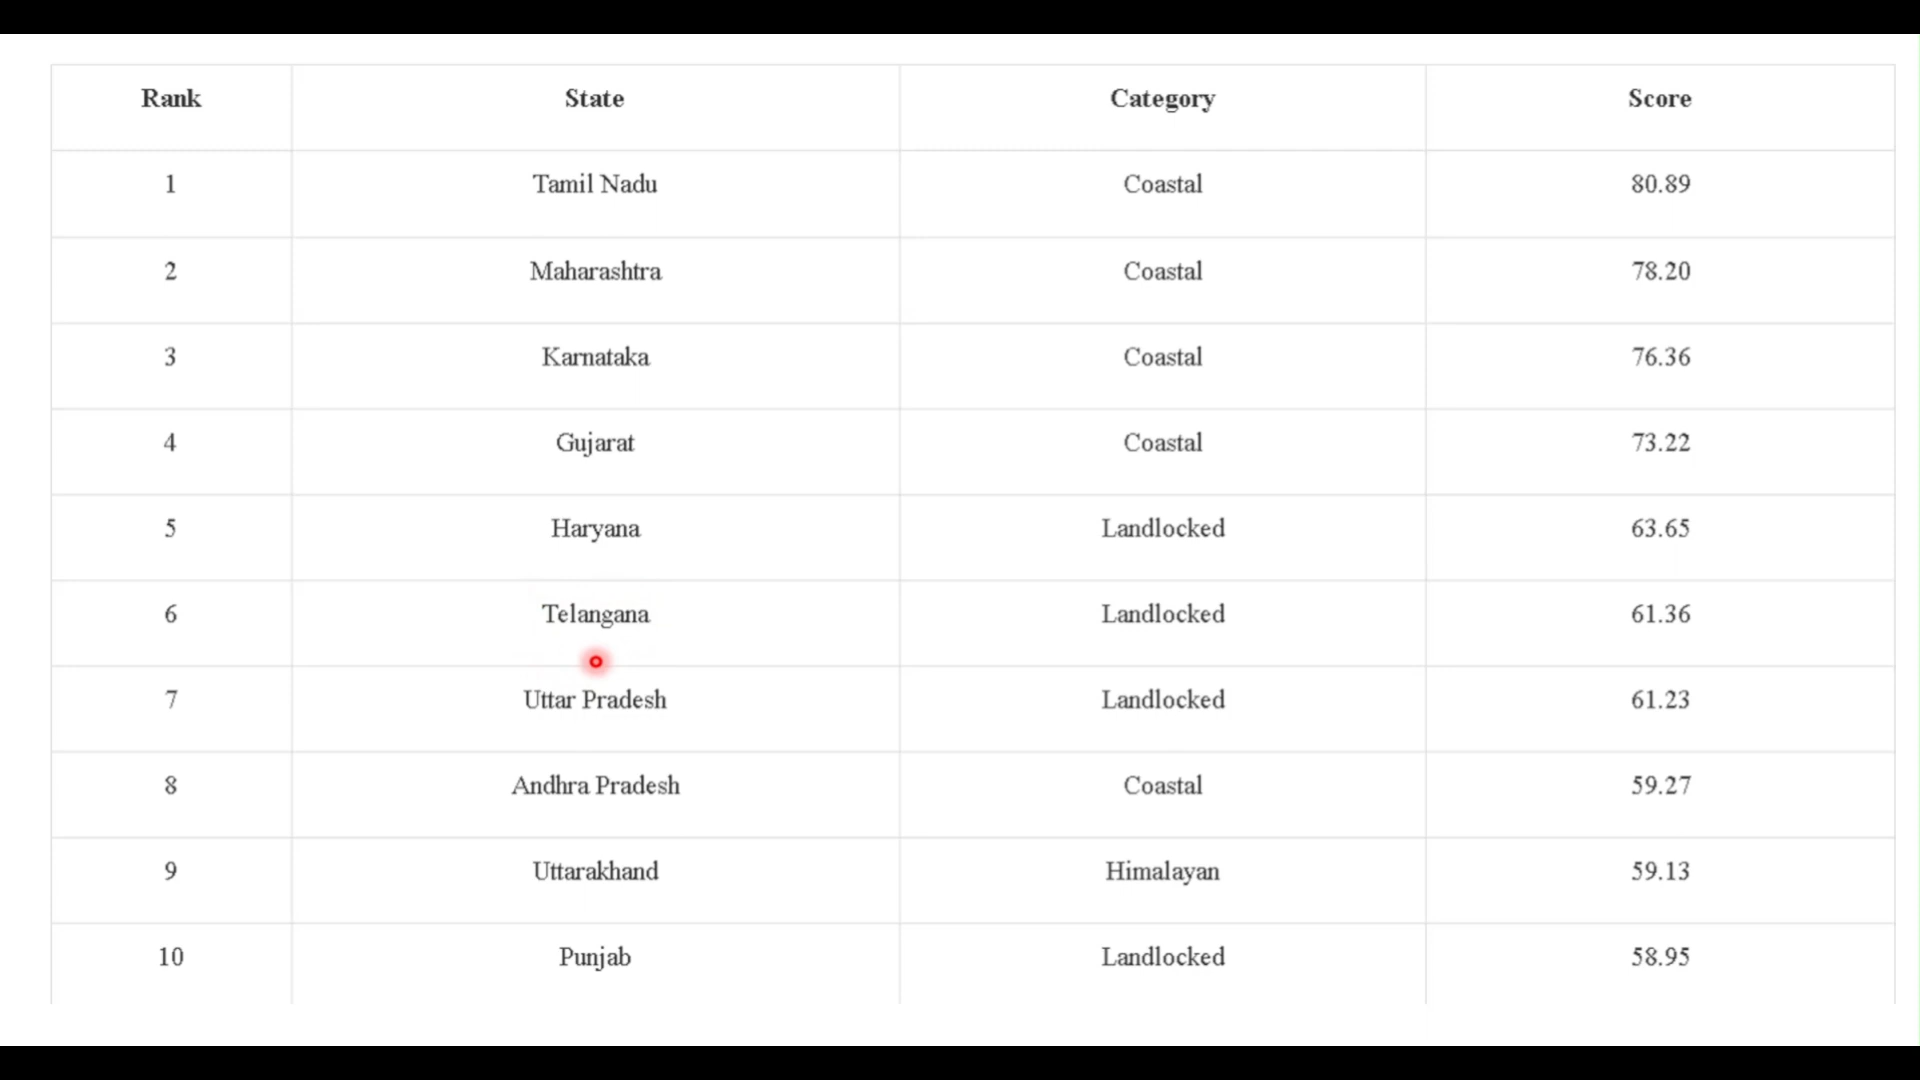 Rank State Category Score
1 Tamil Nadu Coastal 80.89
2 Maharashtra Coastal 78.20
3 Karnataka Coastal 76.36
4 Gujarat Coastal 73.22
5 Haryana Landlocked 63.65
6 Telangana Landlocked 61.36
7 Uttar Pradesh Landlocked 61.23
8 Andhra Pradesh Coastal 59.27
9 Uttarakhand Himalayan 59.13
10 Punjab Landlocked 58.95